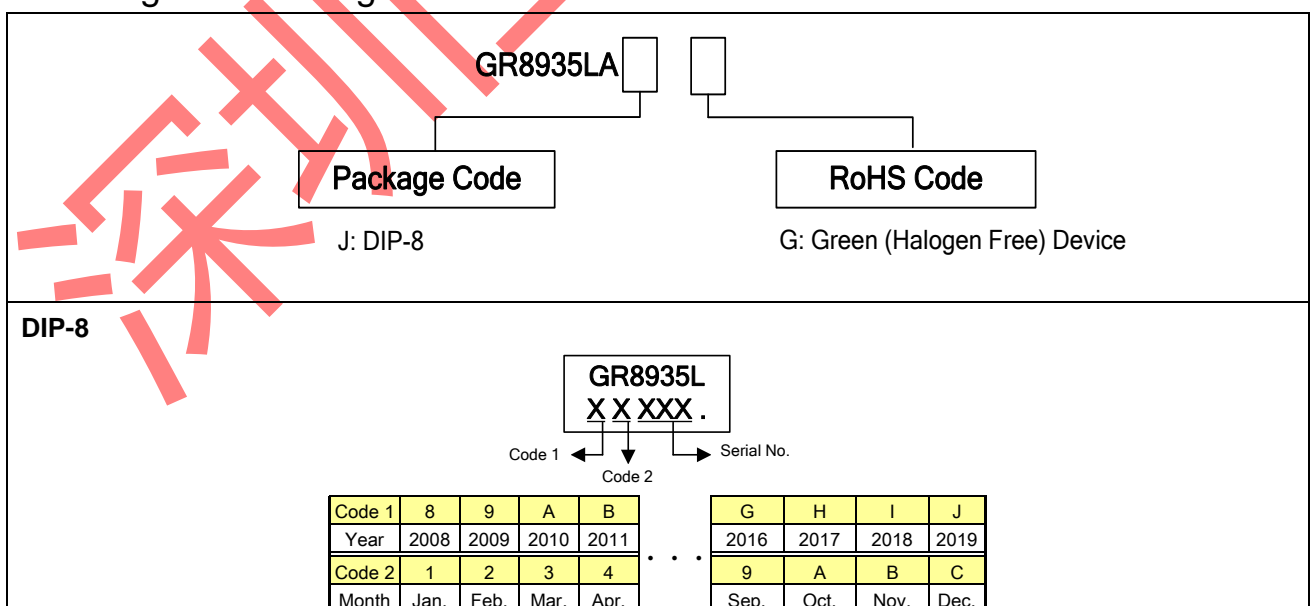 GR8935LA
Package Code
RoHS Code
J: DIP-8
G: Green (Halogen Free) Device
DIP-8
GR8935L
X X XXX .
Code 1
Serial No.
Code 2
Code 1 8 9 A B G H I J
Year 2008 2009 2010 2011 . . . 2016 2017 2018 2019
Code 2 1 2 3 4 9 A B C
Month Jan. Feb. Mar. Apr. Sep. Oct. Nov. Dec.
深圳